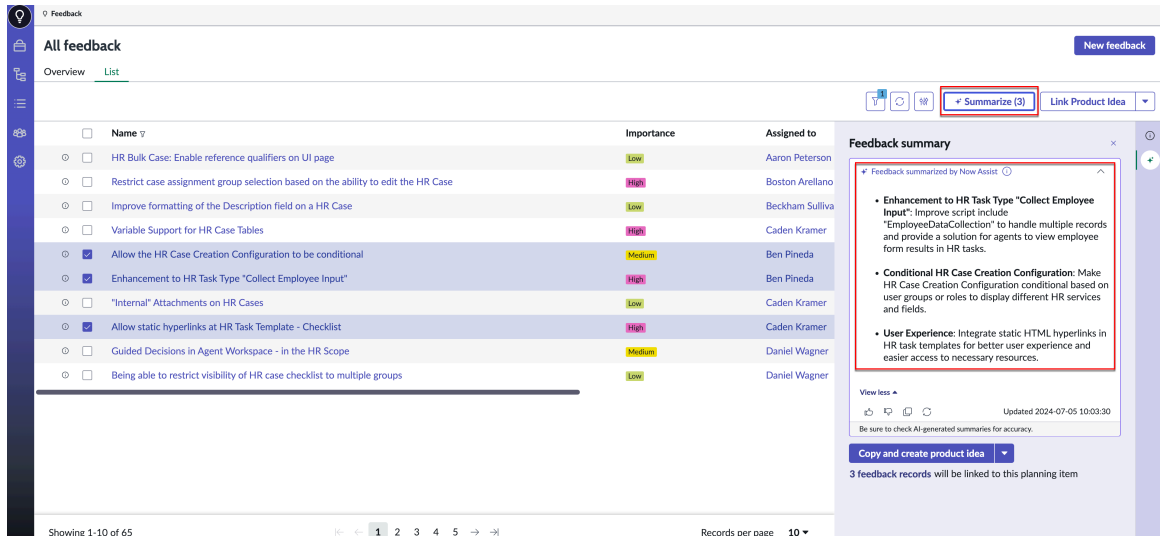 Feedback
All feedback
New feedback
Overview List
1
Summarize (3) Link Product Idea
Name Importance Assigned to
HR Bulk Case: Enable reference qualifiers on UI page Low Aaron Peterson
Restrict case assignment group selection based on the ability to edit the HR Case High Boston Arellano
Improve formatting of the Description field on a HR Case Low Beckham Sulliva
Variable Support for HR Case Tables High Caden Kramer
Allow the HR Case Creation Configuration to be conditional Medium Ben Pineda
Enhancement to HR Task Type "Collect Employee Input" High Ben Pineda
"Internal" Attachments on HR Cases Low Caden Kramer
Allow static hyperlinks at HR Task Template - Checklist High Caden Kramer
Guided Decisions in Agent Workspace - in the HR Scope Medium Daniel Wagner
Being able to restrict visibility of HR case checklist to multiple groups Low Daniel Wagner
Showing 1-10 of 65 1 2 3 4 5 Records per page 10
Feedback summary
Feedback summarized by Now Assist
• Enhancement to HR Task Type "Collect Employee
Input": Improve script include
"EmployeeDataCollection" to handle multiple records
and provide a solution for agents to view employee
form results in HR tasks.
• Conditional HR Case Creation Configuration: Make
HR Case Creation Configuration conditional based on
user groups or roles to display different HR services
and fields.
• User Experience: Integrate static HTML hyperlinks in
HR task templates for better user experience and
easier access to necessary resources.
View less
Updated 2024-07-05 10:03:30
Be sure to check AI-generated summaries for accuracy.
Copy and create product idea
3 feedback records will be linked to this planning item